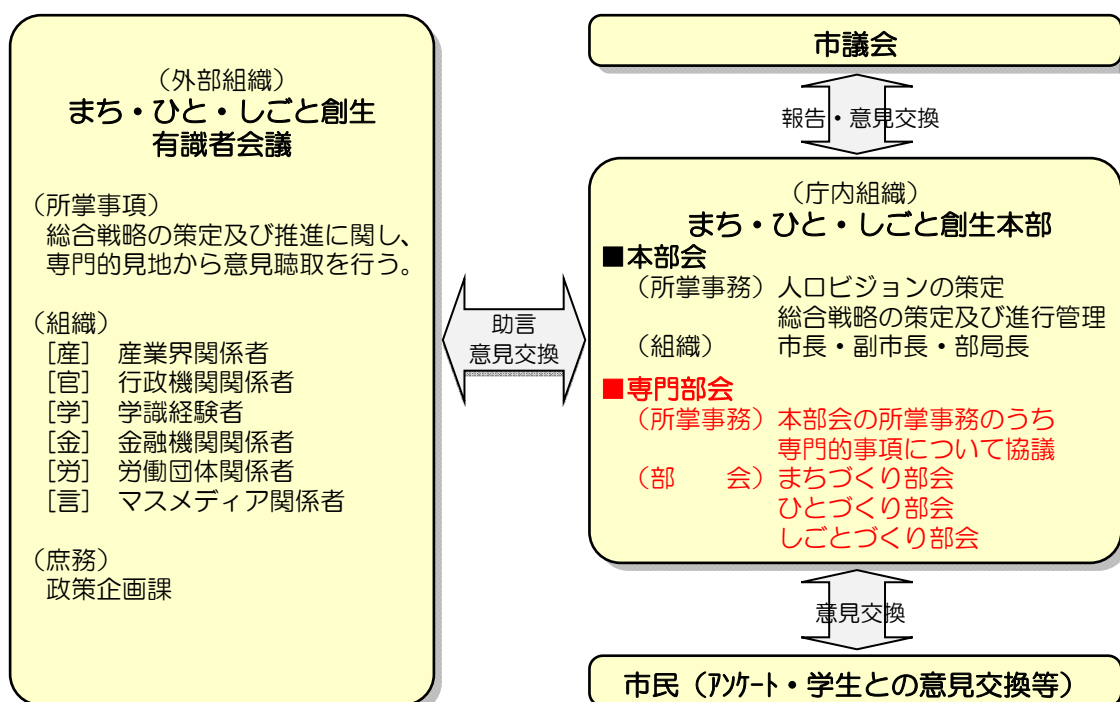 （外部組織）
まち・ひと・しごと創生
有識者会議
（所掌事項）
総合戦略の策定及び推進に関し、
専門的見地から意見聴取を行う。
（組織）
［産］　産業界関係者
［官］　行政機関関係者
［学］　学識経験者
［金］　金融機関関係者
［労］　労働団体関係者
［言］　マスメディア関係者
（庶務）
政策企画課
助言
意見交換
市議会
報告・意見交換
（庁内組織）
まち・ひと・しごと創生本部
■本部会
（所掌事務）人口ビジョンの策定
総合戦略の策定及び進行管理
（組織）　　市長・副市長・部局長
■専門部会
（所掌事務）本部会の所掌事務のうち
専門的事項について協議
（部　　会）まちづくり部会
ひとづくり部会
しごとづくり部会
意見交換
市民（ｱﾝｹｰﾄ・学生との意見交換等）